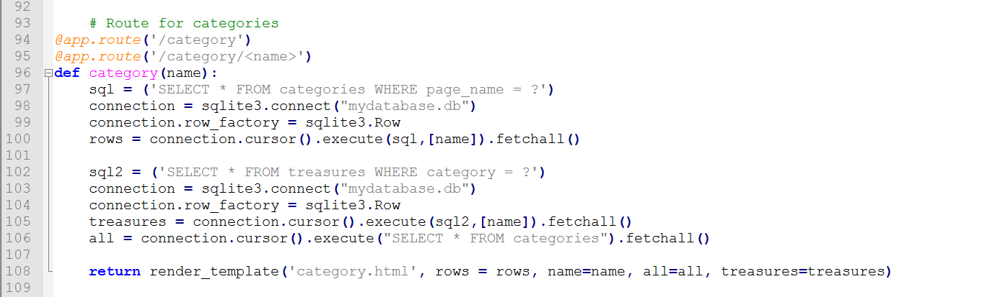 92
93     # Route for categories
94 @app.route('/category')
95 @app.route('/category/<name>')
96 def category(name):
97     sql = ('SELECT * FROM categories WHERE page_name = ?')
98     connection = sqlite3.connect("mydatabase.db")
99     connection.row_factory = sqlite3.Row
100     rows = connection.cursor().execute(sql,[name]).fetchall()
101
102     sql2 = ('SELECT * FROM treasures WHERE category = ?')
103     connection = sqlite3.connect("mydatabase.db")
104     connection.row_factory = sqlite3.Row
105     treasures = connection.cursor().execute(sql2,[name]).fetchall()
106     all = connection.cursor().execute("SELECT * FROM categories").fetchall()
107
108     return render_template('category.html', rows = rows, name=name, all=all, treasures=treasures)
109